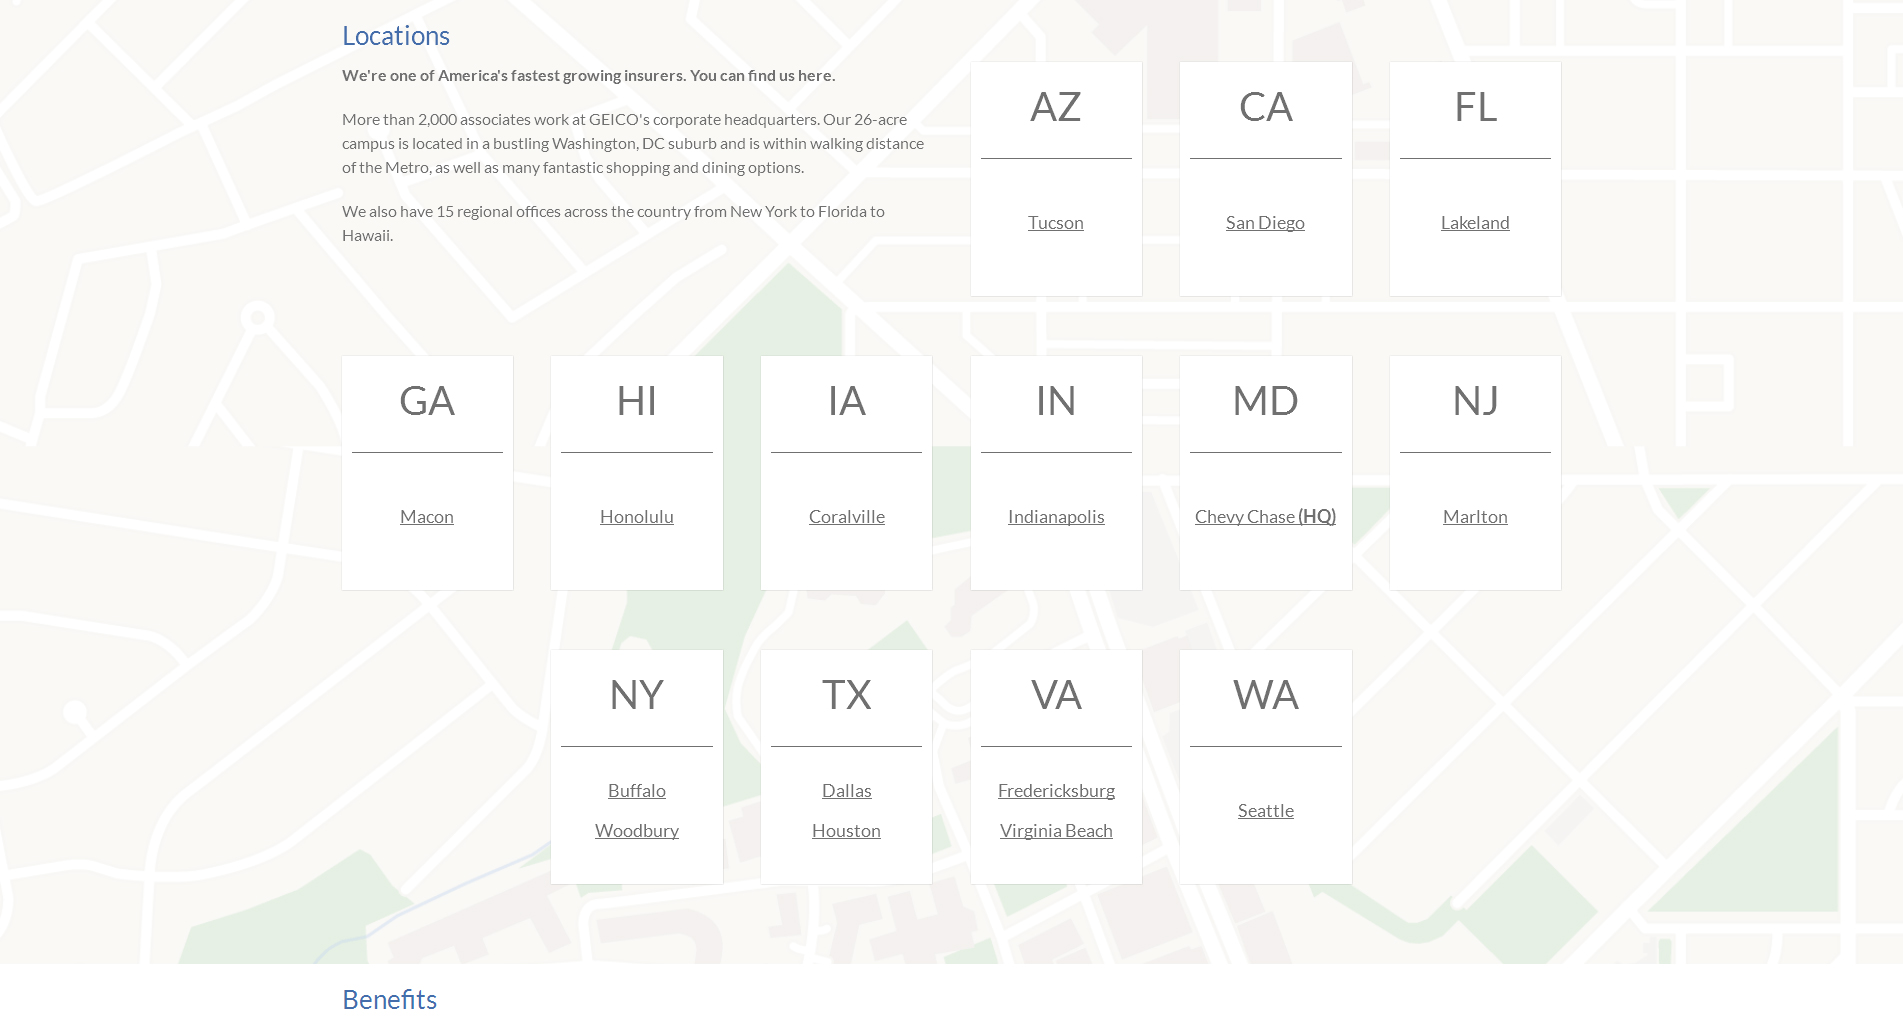 Locations
We're one of America's fastest growing insurers. You can find us here.
More than 2,000 associates work at GEICO's corporate headquarters. Our 26-acre
campus is located in a bustling Washington, DC suburb and is within walking distance
of the Metro, as well as many fantastic shopping and dining options.
We also have 15 regional offices across the country from New York to Florida to
Hawaii.
AZ
Tucson
CA
San Diego
FL
Lakeland
GA
Macon
HI
Honolulu
IA
Coralville
IN
Indianapolis
MD
Chevy Chase (HQ)
NJ
Marlton
NY
Buffalo
Woodbury
TX
Dallas
Houston
VA
Fredericksburg
Virginia Beach
WA
Seattle
Benefits